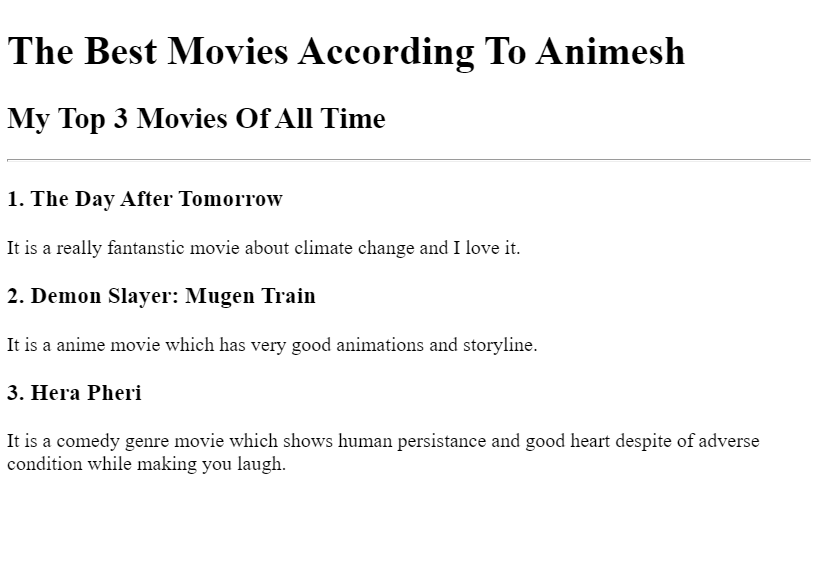 The Best Movies According To Animesh
My Top 3 Movies Of All Time
1. The Day After Tomorrow
It is a really fantanstic movie about climate change and I love it.
2. Demon Slayer: Mugen Train
It is a anime movie which has very good animations and storyline.
3. Hera Pheri
It is a comedy genre movie which shows human persistance and good heart despite of adverse
condition while making you laugh.